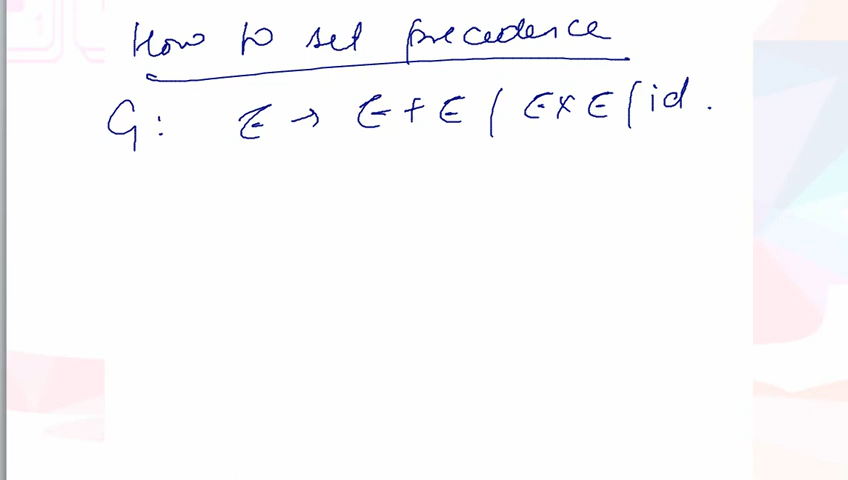 How to set precedence
G: E → E + E / E × E / id.